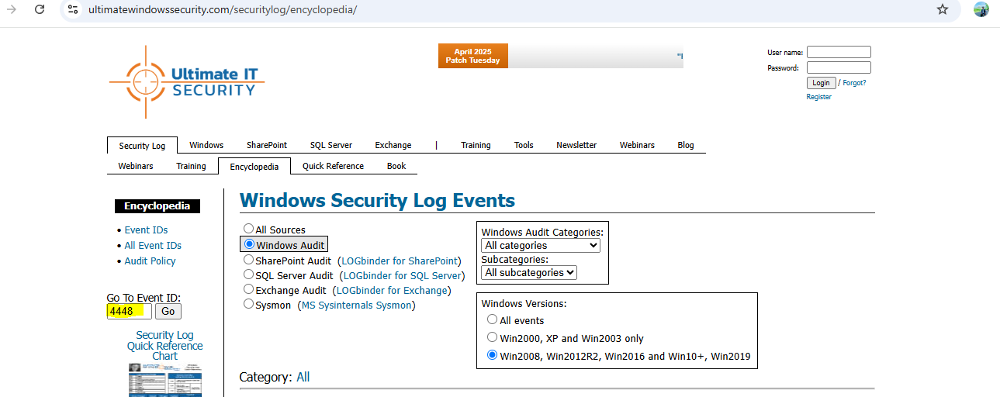 ultimatewindowssecurity.com/securitylog/encyclopedia/
April 2025
Patch Tuesday
"I
User name:
Password:
Login / Forgot?
Register
Ultimate IT
SECURITY
Security Log Windows SharePoint SQL Server Exchange | Training Tools Newsletter Webinars Blog
Webinars Training Encyclopedia Quick Reference Book
Encyclopedia
• Event IDs
• All Event IDs
• Audit Policy
Go To Event ID:
4448 Go
Security Log
Quick Reference
Chart
Windows Security Log Events
All Sources
Windows Audit
SharePoint Audit (LOGbinder for SharePoint)
SQL Server Audit (LOGbinder for SQL Server)
Exchange Audit (LOGbinder for Exchange)
Sysmon (MS Sysinternals Sysmon)
Windows Audit Categories:
All categories
Subcategories:
All subcategories
Windows Versions:
All events
Win2000, XP and Win2003 only
Win2008, Win2012R2, Win2016 and Win10+, Win2019
Category: All